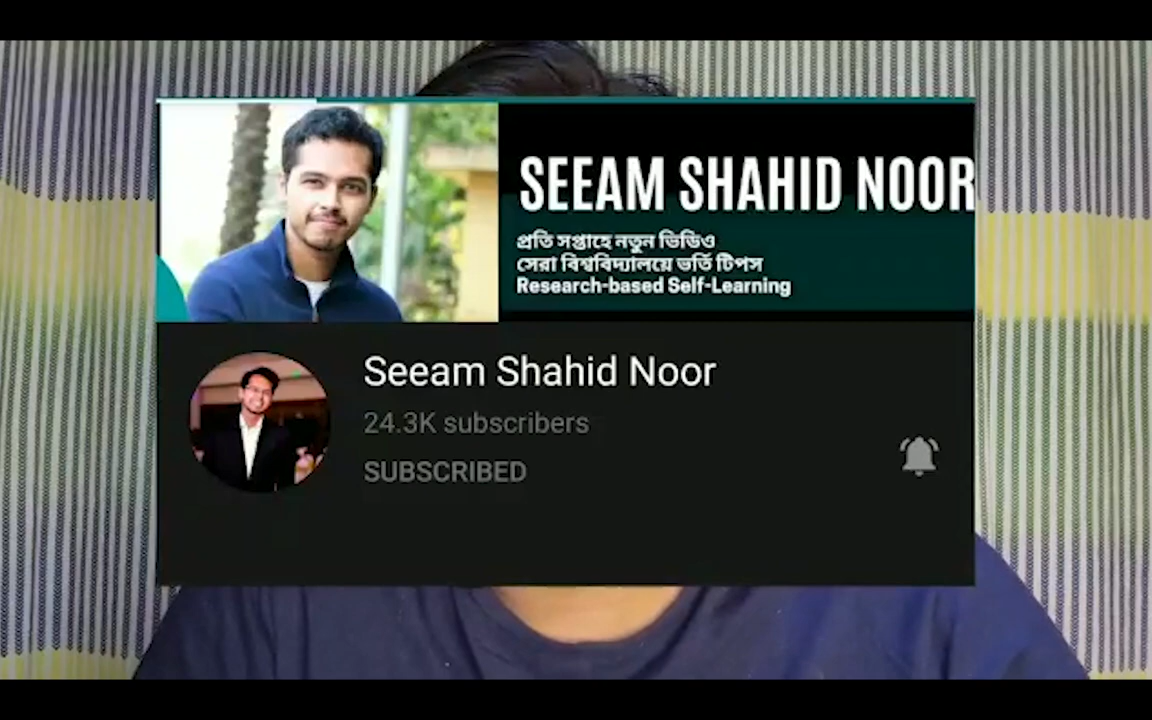 SEEAM SHAHID NOOR
প্রতি সপ্তাহে নতুন ভিডিও
সেরা বিশ্ববিদ্যালয়ে ভর্তি টিপস
Research-based Self-Learning
Seeam Shahid Noor
24.3K subscribers
SUBSCRIBED